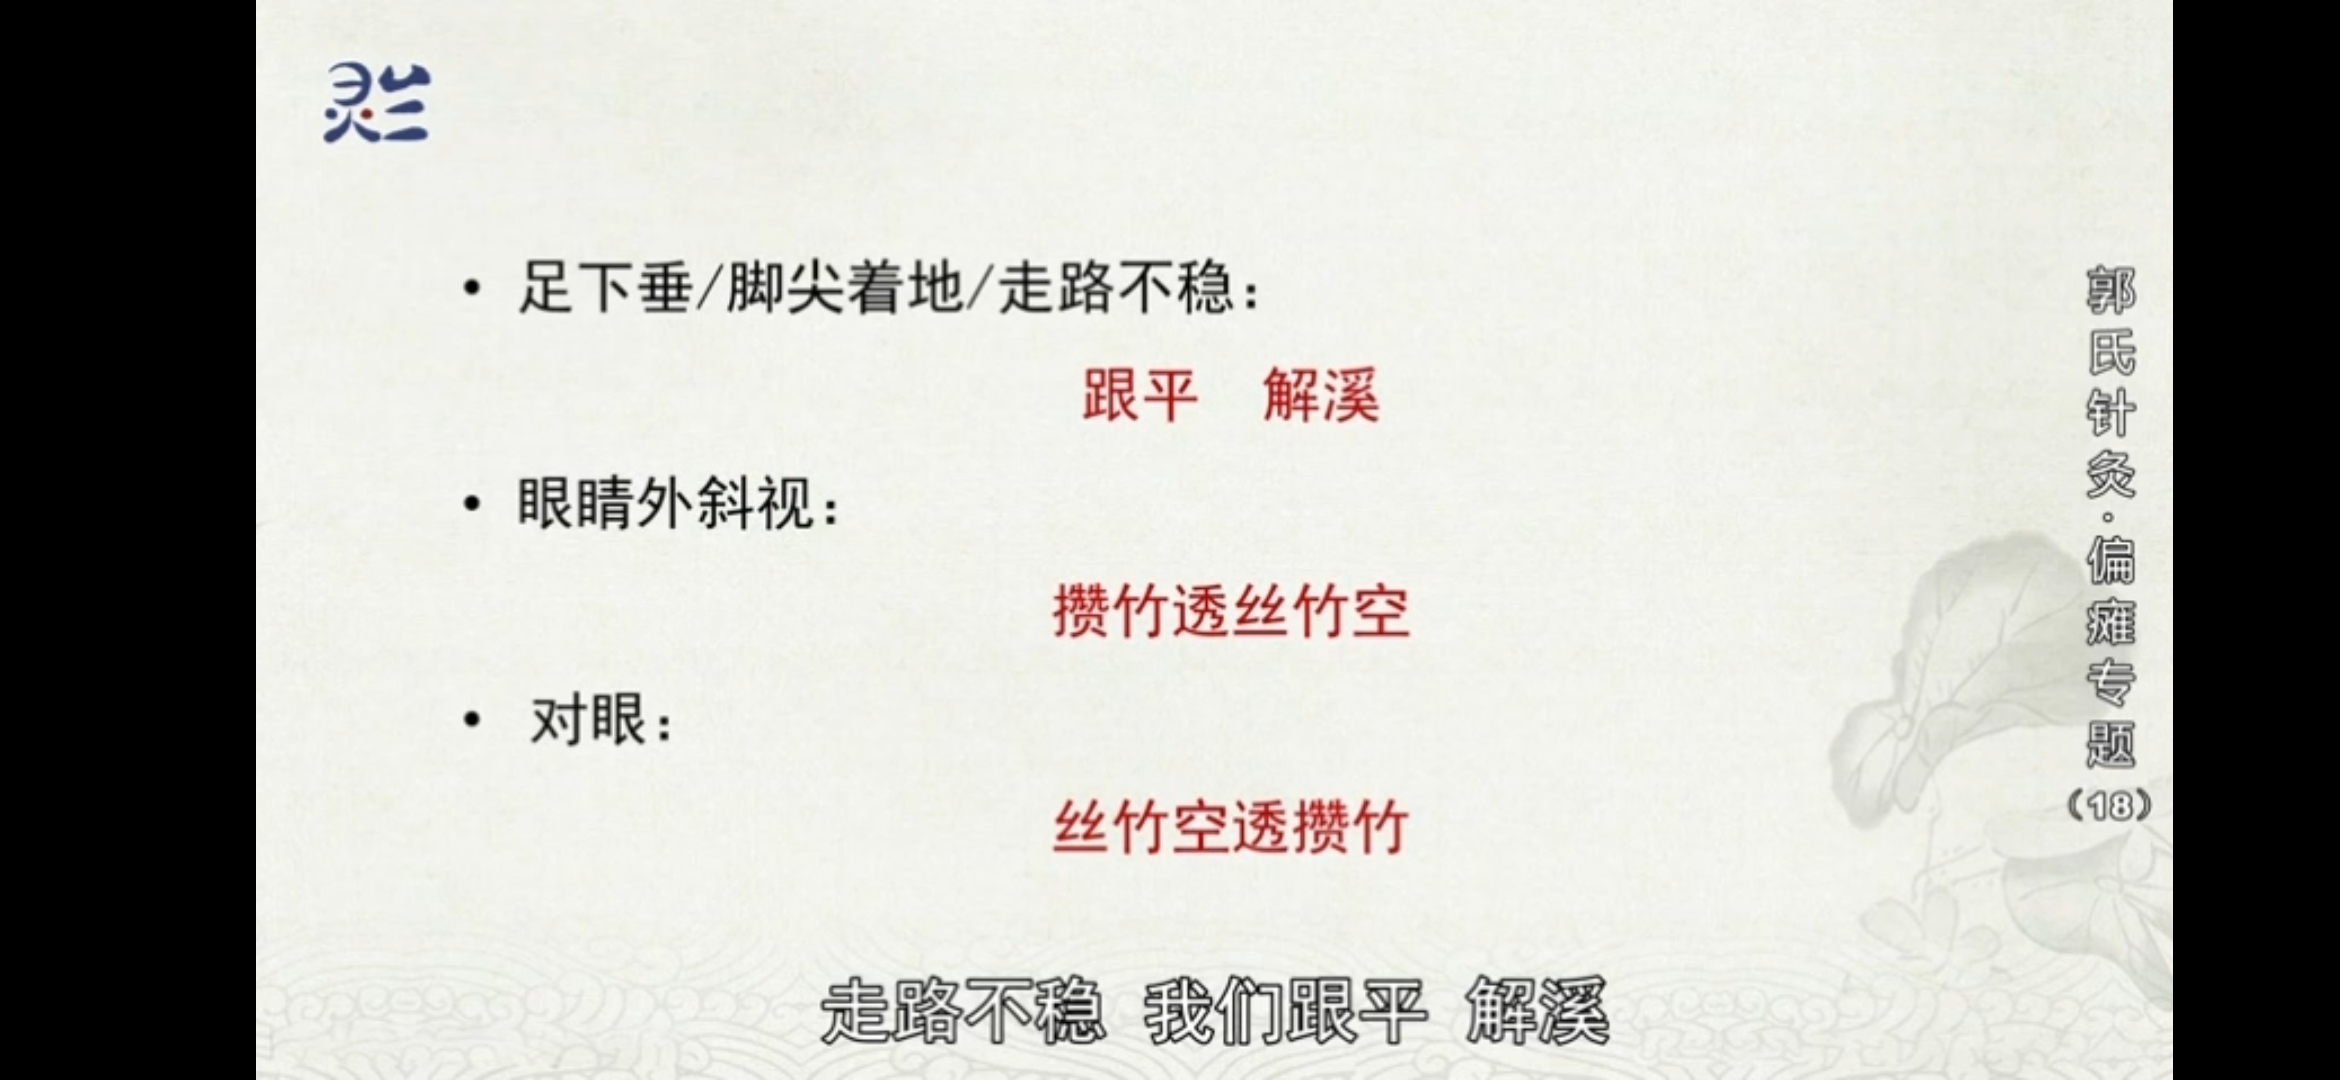 灵兰
• 足下垂/脚尖着地/走路不稳：
跟平 解溪
• 眼睛外斜视：
攒竹透丝竹空
• 对眼：
丝竹空透攒竹
郭氏针灸·偏瘫专题（18）
走路不稳 我们跟平 解溪